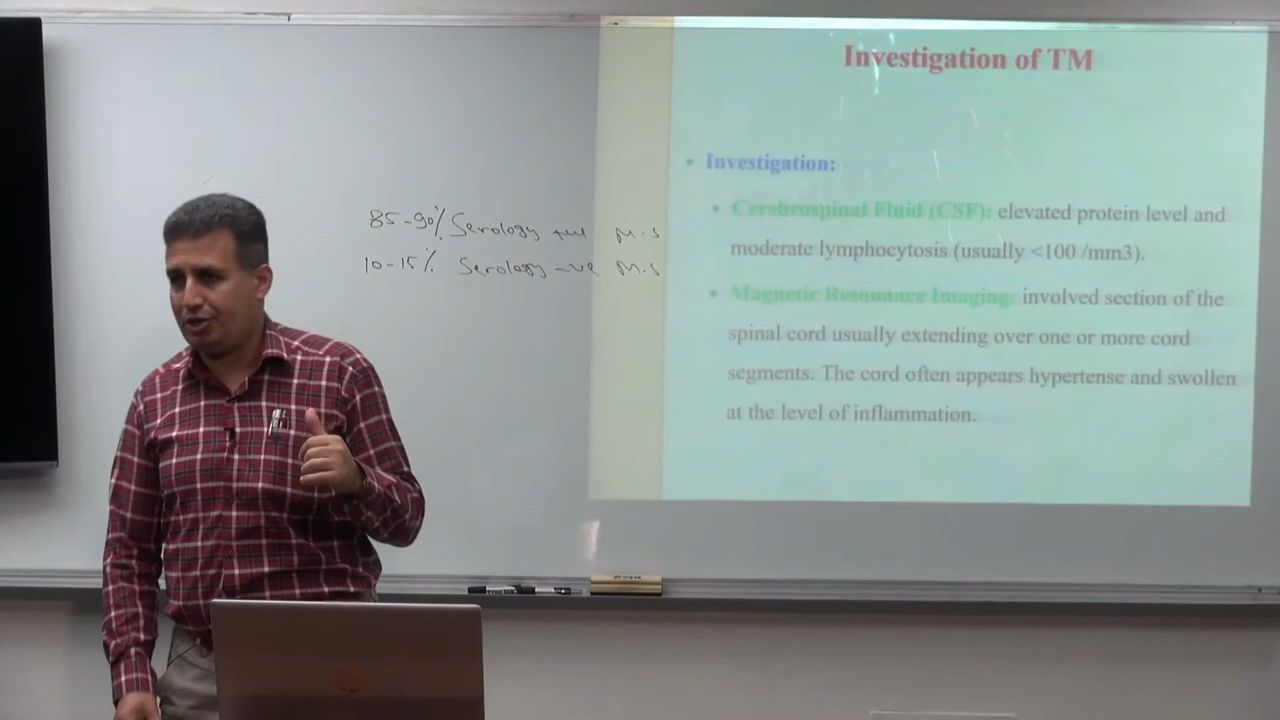 Investigation of TM
• Investigation:
• Cerebrospinal Fluid (CSF): elevated protein level and
moderate lymphocytosis (usually <100 /mm3).
• Magnetic Resonance Imaging: involved section of the
spinal cord usually extending over one or more cord
segments. The cord often appears hypertense and swollen
at the level of inflammation.
85-90% Serology +ve M.S
10-15% Serology -ve M.S